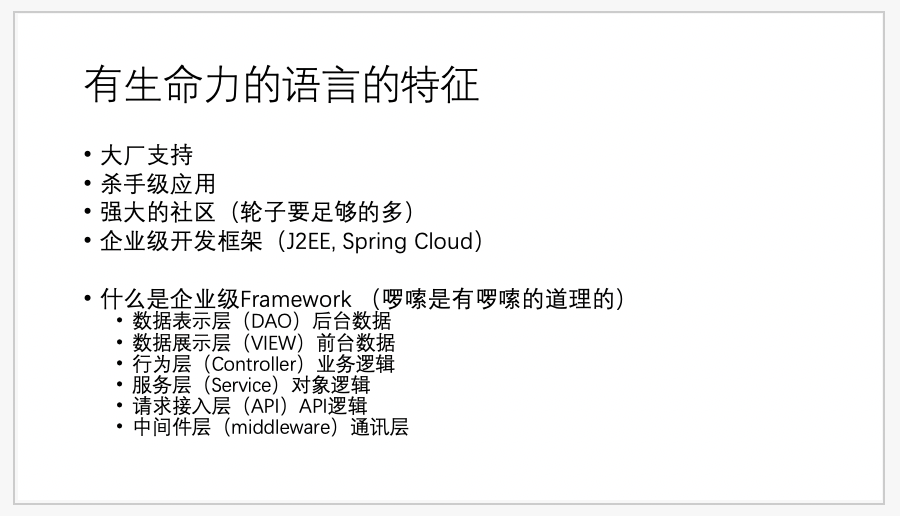 有生命力的语言的特征
• 大厂支持
• 杀手级应用
• 强大的社区（轮子要足够的多）
• 企业级开发框架（J2EE, Spring Cloud）
• 什么是企业级Framework （啰嗦是有啰嗦的道理的）
• 数据表示层（DAO）后台数据
• 数据展示层（VIEW）前台数据
• 行为层（Controller）业务逻辑
• 服务层（Service）对象逻辑
• 请求接入层（API）API逻辑
• 中间件层（middleware）通讯层